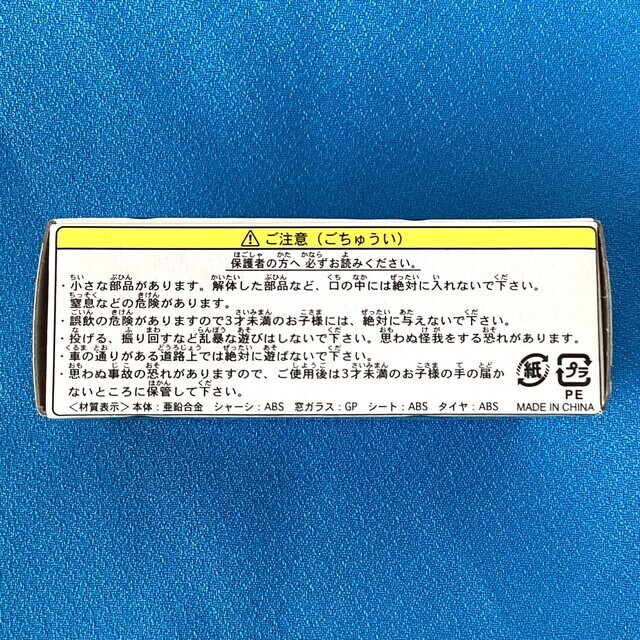 ⚠ ご注意（ごちゅうい）
保護者の方へ 必ずお読みください。
・小さな部品があります。解体した部品など、口の中には絶対に入れないで下さい。
窒息などの危険があります。
・誤飲の危険がありますので3才未満のお子様には、絶対に与えないで下さい。
・投げる、振り回すなど乱暴な遊びはしないで下さい。思わぬ怪我をする恐れがあります。
・車の通りがある道路上では絶対に遊ばないで下さい。
・思わぬ事故の恐れがありますので、ご使用後は3才未満のお子様の手の届か
ないところに保管して下さい。
＜材質表示＞本体：亜鉛合金 シャーシ：ABS 窓ガラス：GP シート：ABS タイヤ：ABS MADE IN CHINA
紙
プラ
PE